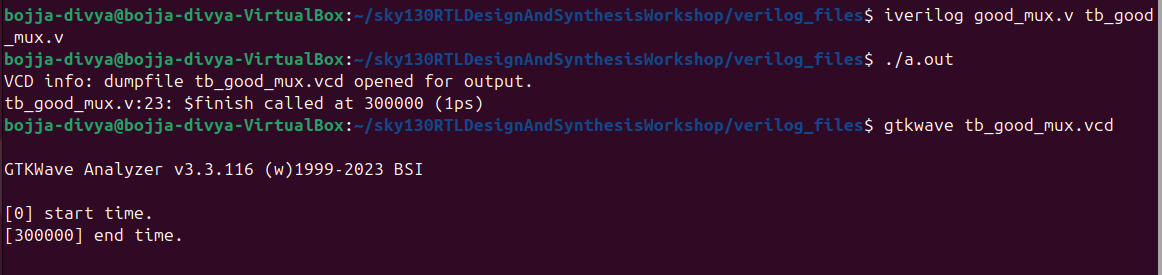 bojja-divya@bojja-divya-VirtualBox:~/sky130RTLDesignAndSynthesisWorkshop/verilog_files$ iverilog good_mux.v tb_good
_mux.v
bojja-divya@bojja-divya-VirtualBox:~/sky130RTLDesignAndSynthesisWorkshop/verilog_files$ ./a.out
VCD info: dumpfile tb_good_mux.vcd opened for output.
tb_good_mux.v:23: $finish called at 300000 (1ps)
bojja-divya@bojja-divya-VirtualBox:~/sky130RTLDesignAndSynthesisWorkshop/verilog_files$ gtkwave tb_good_mux.vcd
GTKWave Analyzer v3.3.116 (w)1999-2023 BSI
[0] start time.
[300000] end time.